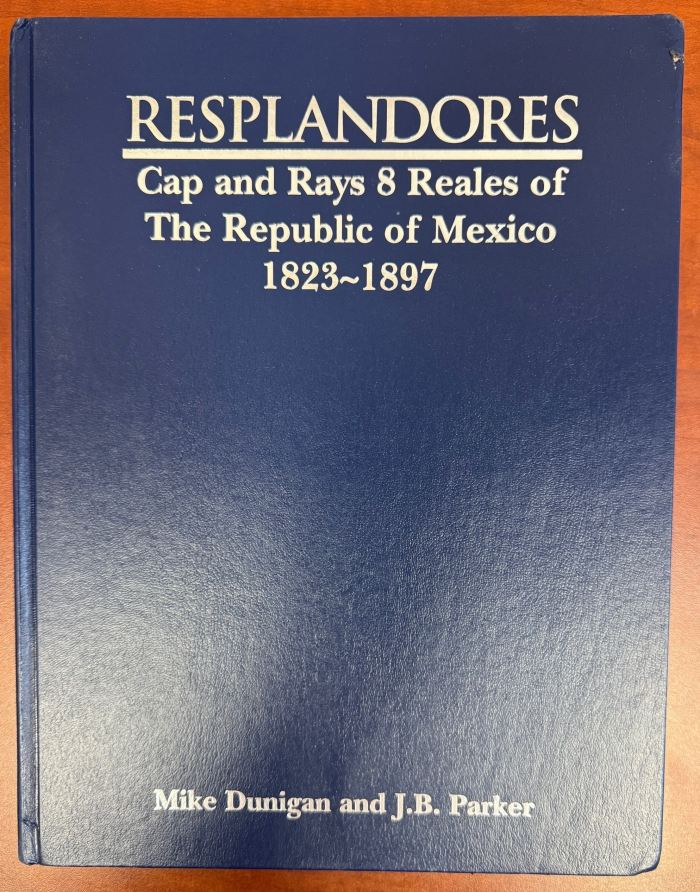 RESPLANDORES
Cap and Rays 8 Reales of
The Republic of Mexico
1823~1897
Mike Dunigan and J.B. Parker